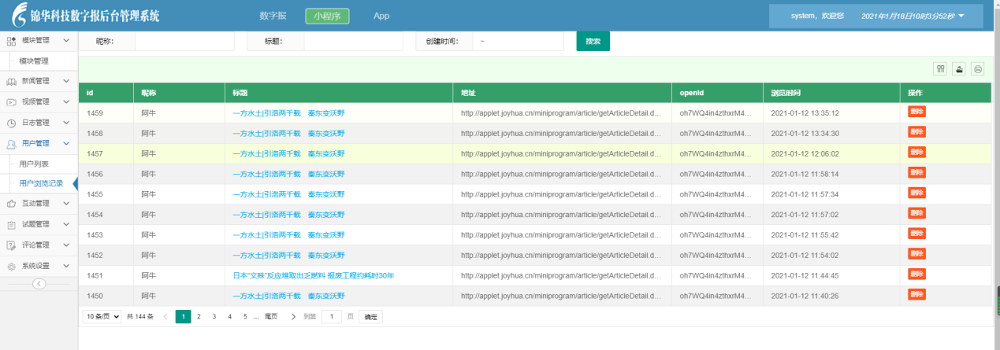 锦华科技数字报后台管理系统 数字报 小程序 App system，欢迎您 2021年1月18日10时3分52秒
模块管理 昵称： 标题： 创建时间： ~ 搜索
模块管理
新闻管理
视频管理
日志管理
用户管理
用户列表
用户浏览记录
互动管理
试题管理
评论管理
系统设置
id 昵称 标题 地址 openId 浏览时间 操作
1459 阿牛 一方水土|引洛两千载 秦东变沃野 http://applet.joyhua.cn/miniprogram/article/getArticleDetail.d... oh7WQ4in4zthxrM4... 2021-01-12 13:35:12 删除
1458 阿牛 一方水土|引洛两千载 秦东变沃野 http://applet.joyhua.cn/miniprogram/article/getArticleDetail.d... oh7WQ4in4zthxrM4... 2021-01-12 13:34:30 删除
1457 阿牛 一方水土|引洛两千载 秦东变沃野 http://applet.joyhua.cn/miniprogram/article/getArticleDetail.d... oh7WQ4in4zthxrM4... 2021-01-12 12:06:02 删除
1456 阿牛 一方水土|引洛两千载 秦东变沃野 http://applet.joyhua.cn/miniprogram/article/getArticleDetail.d... oh7WQ4in4zthxrM4... 2021-01-12 11:58:14 删除
1455 阿牛 一方水土|引洛两千载 秦东变沃野 http://applet.joyhua.cn/miniprogram/article/getArticleDetail.d... oh7WQ4in4zthxrM4... 2021-01-12 11:57:34 删除
1454 阿牛 一方水土|引洛两千载 秦东变沃野 http://applet.joyhua.cn/miniprogram/article/getArticleDetail.d... oh7WQ4in4zthxrM4... 2021-01-12 11:57:02 删除
1453 阿牛 一方水土|引洛两千载 秦东变沃野 http://applet.joyhua.cn/miniprogram/article/getArticleDetail.d... oh7WQ4in4zthxrM4... 2021-01-12 11:55:42 删除
1452 阿牛 一方水土|引洛两千载 秦东变沃野 http://applet.joyhua.cn/miniprogram/article/getArticleDetail.d... oh7WQ4in4zthxrM4... 2021-01-12 11:54:02 删除
1451 阿牛 日本"文殊"反应堆取出乏燃料 报废工程约耗时30年 http://applet.joyhua.cn/miniprogram/article/getArticleDetail.d... oh7WQ4in4zthxrM4... 2021-01-12 11:44:45 删除
1450 阿牛 一方水土|引洛两千载 秦东变沃野 http://applet.joyhua.cn/miniprogram/article/getArticleDetail.d... oh7WQ4in4zthxrM4... 2021-01-12 11:40:26 删除
10 条/页 共 144 条 1 2 3 4 5 ... 尾页 到第 1 页 确定